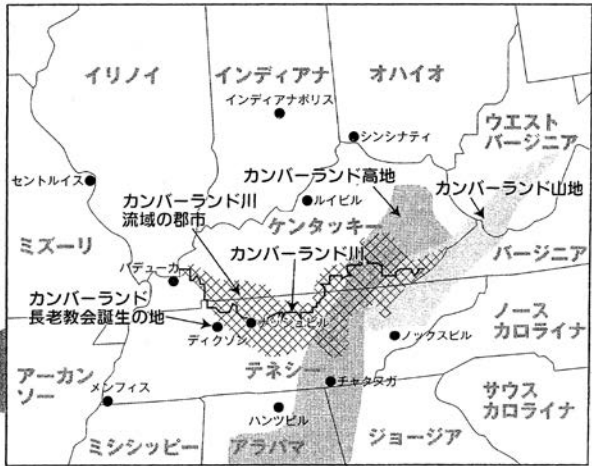 イリノイ
インディアナ
オハイオ
インディアナポリス
シンシナティ
ウエスト
バージニア
カンバーランド高地
カンバーランド山地
セントルイス
カンバーランド川
流域の郡市
ルイビル
ケンタッキー
ミズーリ
カンバーランド川
バージニア
パデューカ
カンバーランド
長老教会誕生の地
ナッシュビル
ディクソン
ノックスビル
ノース
カロライナ
アーカン
ソー
テネシー
メンフィス
チャタヌガ
サウス
カロライナ
ハンツビル
ミシシッピー
アラバマ
ジョージア